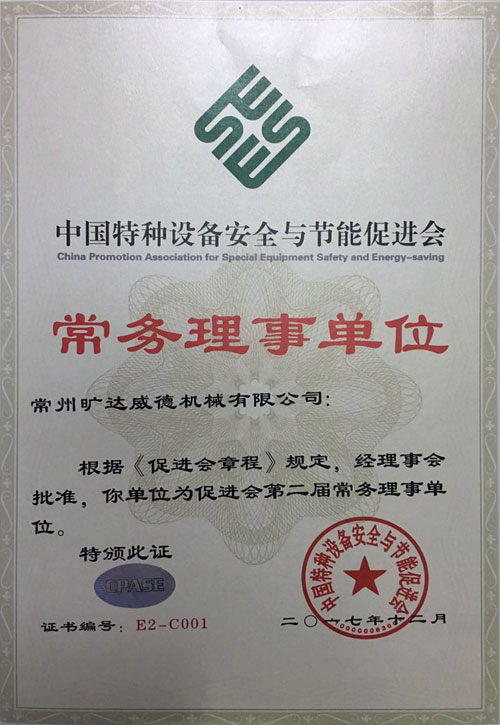 中国特种设备安全与节能促进会
China Promotion Association for Special Equipment Safety and Energy-saving
常务理事单位
常州旷达威德机械有限公司：
根据《促进会章程》规定，经理事会
批准，你单位为促进会第二届常务理事单
位。
特颁此证
CPASE
中国特种设备安全与节能促进会
证书编号：E2-C001
二〇一七年十二月